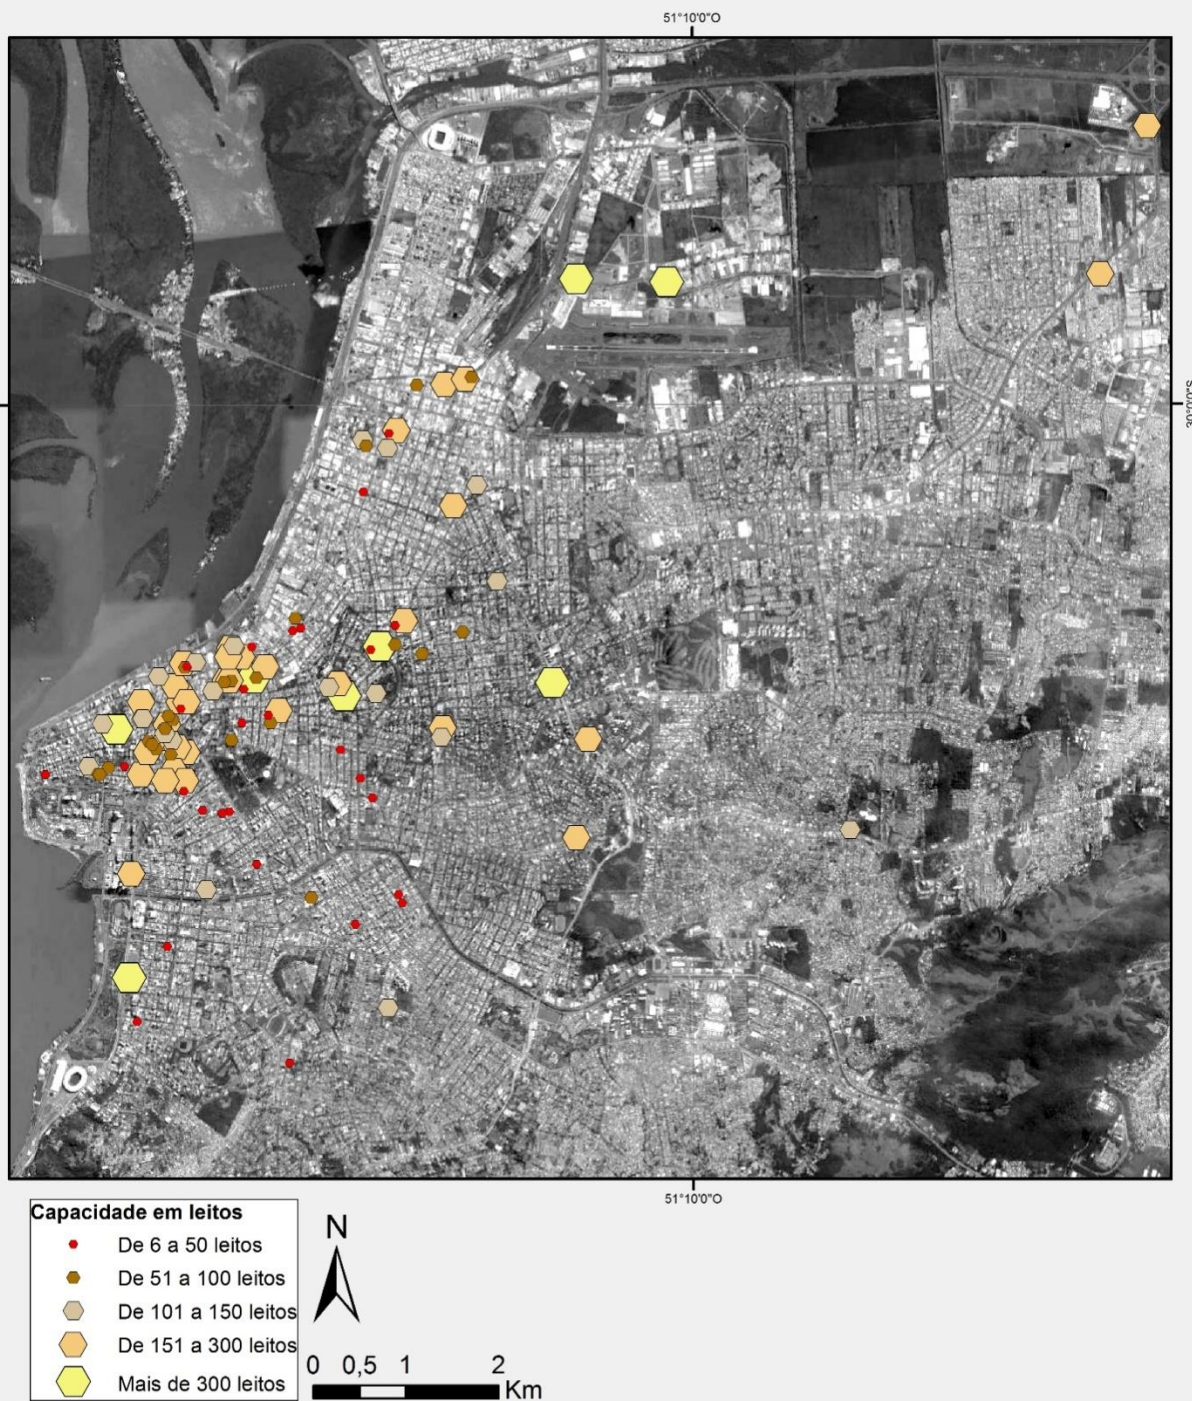 51°10'0"O
30°0'0"S
10
51°10'0"O
Capacidade em leitos
De 6 a 50 leitos
De 51 a 100 leitos
De 101 a 150 leitos
De 151 a 300 leitos
Mais de 300 leitos
N
0 0,5 1 2
Km